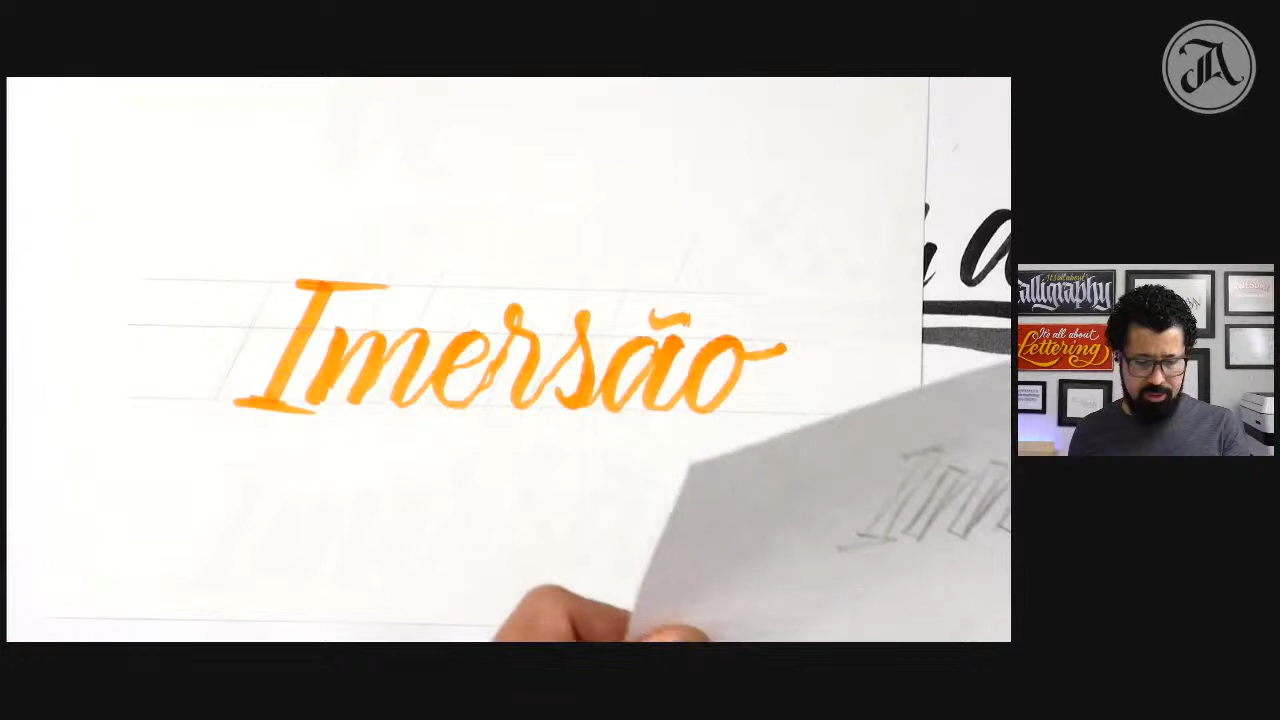 Imersão
It's all about
Calligraphy
It's all about
Lettering